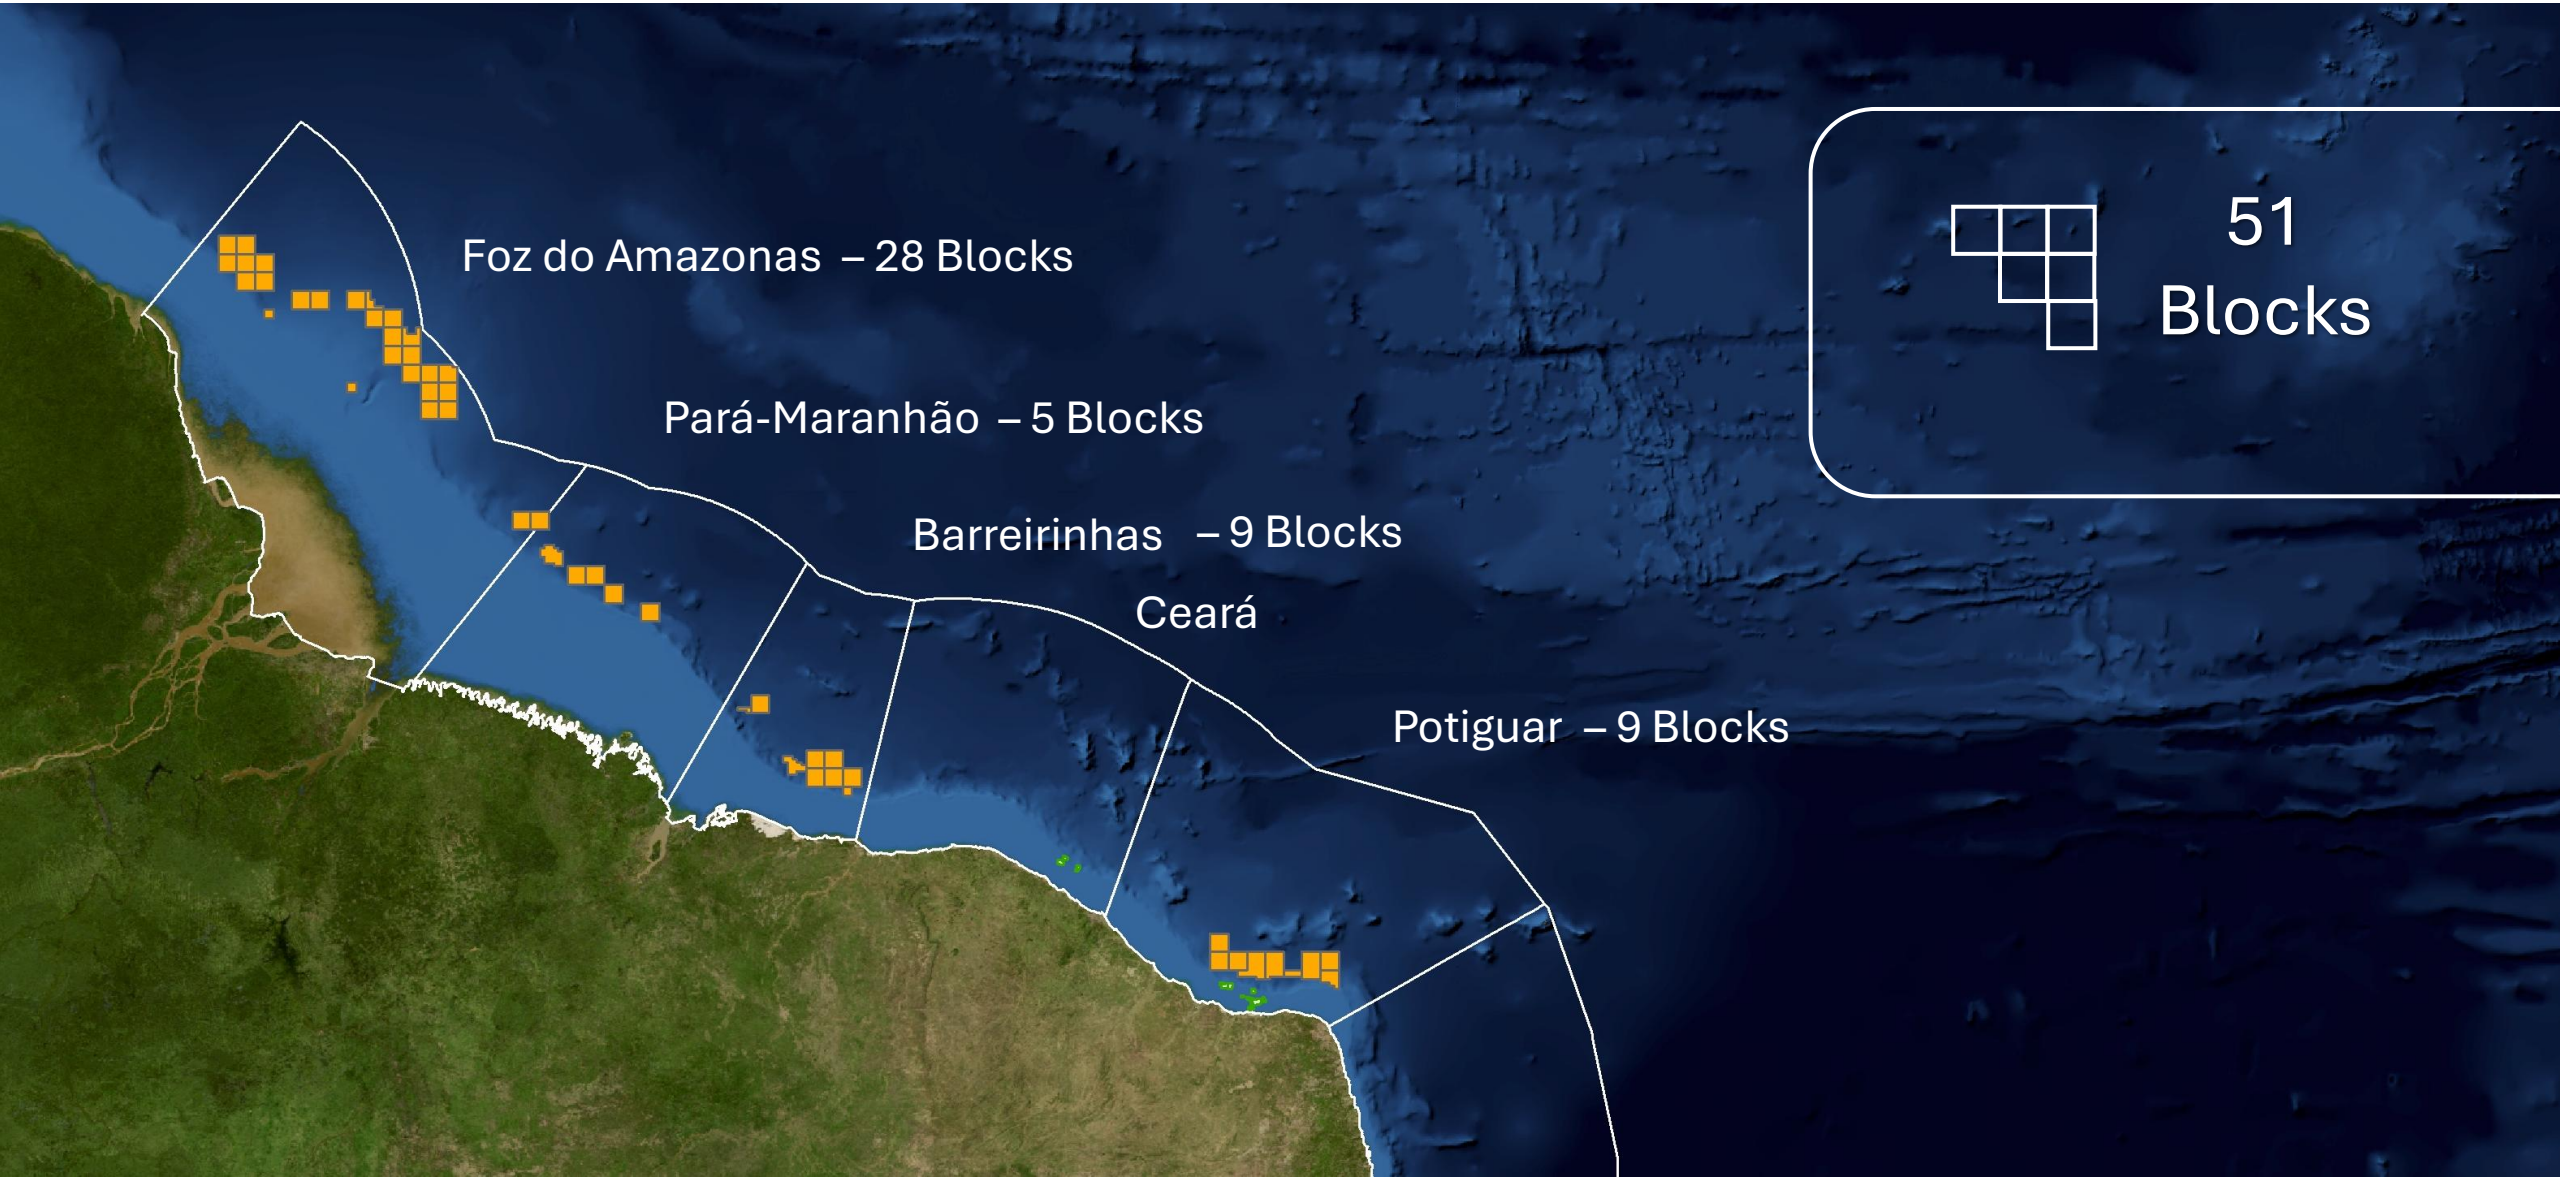 Foz do Amazonas – 28 Blocks
Pará-Maranhão – 5 Blocks
Barreirinhas – 9 Blocks
Ceará
Potiguar – 9 Blocks
51
Blocks